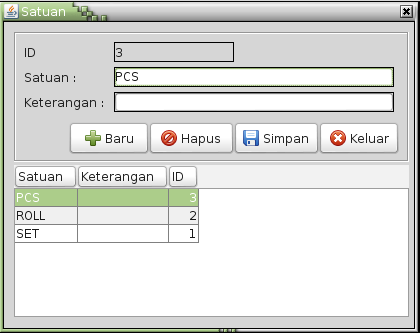 Satuan
ID 3
Satuan : PCS
Keterangan :
Baru Hapus Simpan Keluar
Satuan Keterangan ID
PCS 3
ROLL 2
SET 1